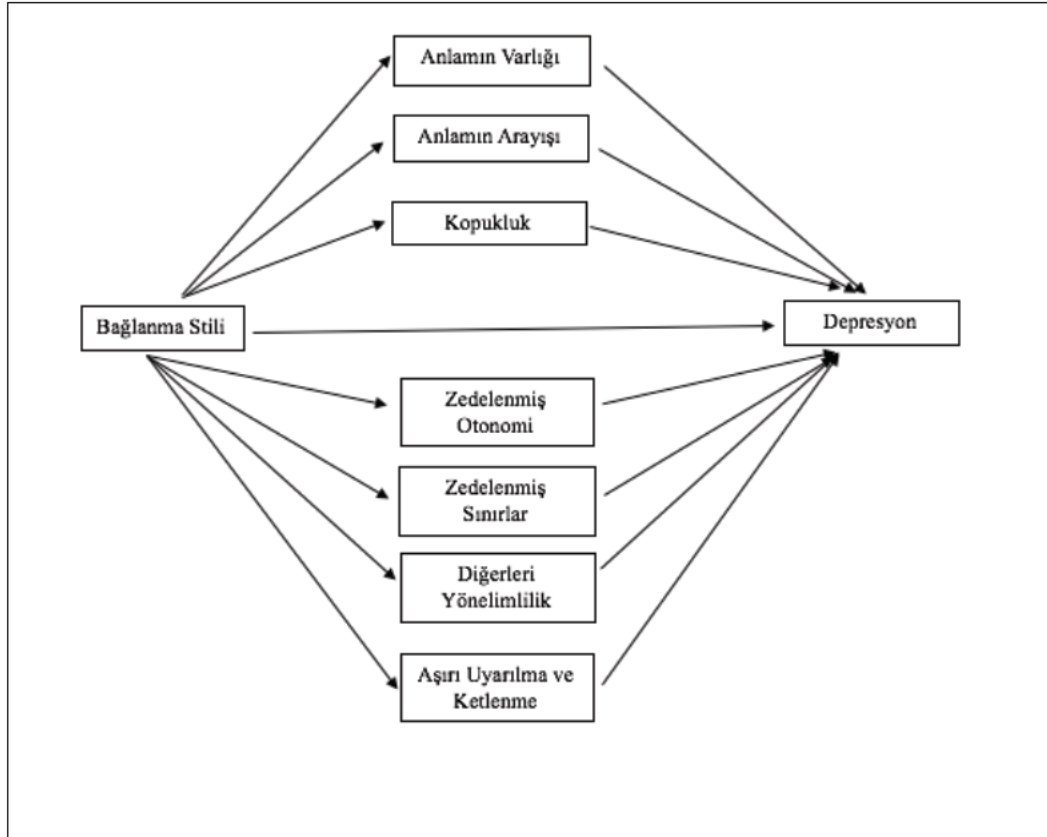 Anlamın Varlığı
Anlamın Arayışı
Kopukluk
Bağlanma Stili
Depresyon
Zedelenmiş
Otonomi
Zedelenmiş
Sınırlar
Diğerleri
Yönelimlilik
Aşırı Uyarılma ve
Ketlenme